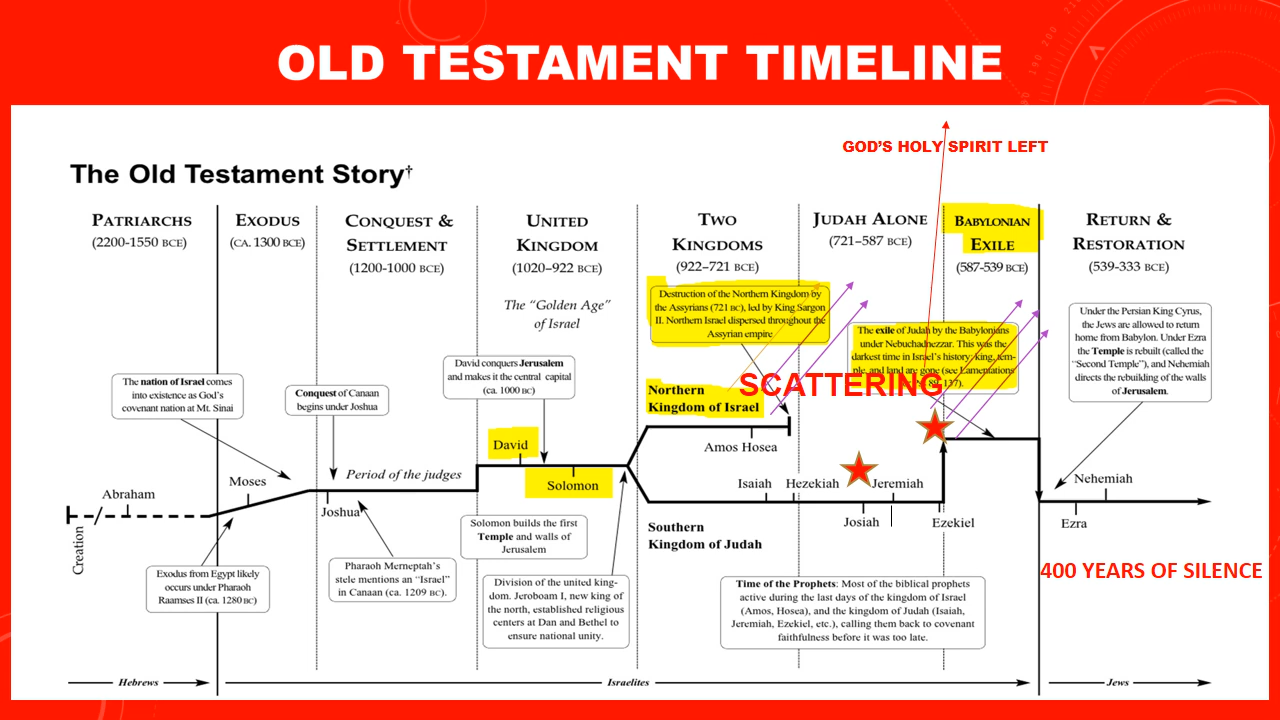 OLD TESTAMENT TIMELINE
GOD'S HOLY SPIRIT LEFT
The Old Testament Story†
PATRIARCHS
(2200-1550 BCE)
EXODUS
(CA. 1300 BCE)
CONQUEST &
SETTLEMENT
(1200-1000 BCE)
UNITED
KINGDOM
(1020–922 BCE)
TWO
KINGDOMS
(922–721 BCE)
JUDAH ALONE
(721–587 BCE)
BABYLONIAN
EXILE
(587-539 BCE)
RETURN &
RESTORATION
(539-333 BCE)
The "Golden Age"
of Israel
Destruction of the Northern Kingdom by
the Assyrians (721 BC), led by King Sargon
II. Northern Israel dispersed throughout the
Assyrian empire
The exile of Judah by the Babylonians
under Nebuchadnezzar. This was the
darkest time in Israel's history: king, tem-
ple, and land are gone (see Lamentations
89, 137).
SCATTERING
Under the Persian King Cyrus,
the Jews are allowed to return
home from Babylon. Under Ezra
the Temple is rebuilt (called the
"Second Temple"), and Nehemiah
directs the rebuilding of the walls
of Jerusalem.
The nation of Israel comes
into existence as God's
covenant nation at Mt. Sinai
Conquest of Canaan
begins under Joshua
David conquers Jerusalem
and makes it the central capital
(ca. 1000 BC)
Northern
Kingdom of Israel
Amos Hosea
David
Solomon
Period of the judges
Abraham
Moses
Joshua
Creation
Isaiah
Hezekiah
Jeremiah
Josiah
Ezekiel
Nehemiah
Ezra
Southern
Kingdom of Judah
Exodus from Egypt likely
occurs under Pharaoh
Raamses II (ca. 1280 BC)
Pharaoh Merneptah's
stele mentions an "Israel"
in Canaan (ca. 1209 BC).
Solomon builds the first
Temple and walls of
Jerusalem
Division of the united king-
dom. Jeroboam I, new king of
the north, established religious
centers at Dan and Bethel to
ensure national unity.
Time of the Prophets: Most of the biblical prophets
active during the last days of the kingdom of Israel
(Amos, Hosea), and the kingdom of Judah (Isaiah,
Jeremiah, Ezekiel, etc.), calling them back to covenant
faithfulness before it was too late.
400 YEARS OF SILENCE
Hebrews
Israelites
Jews